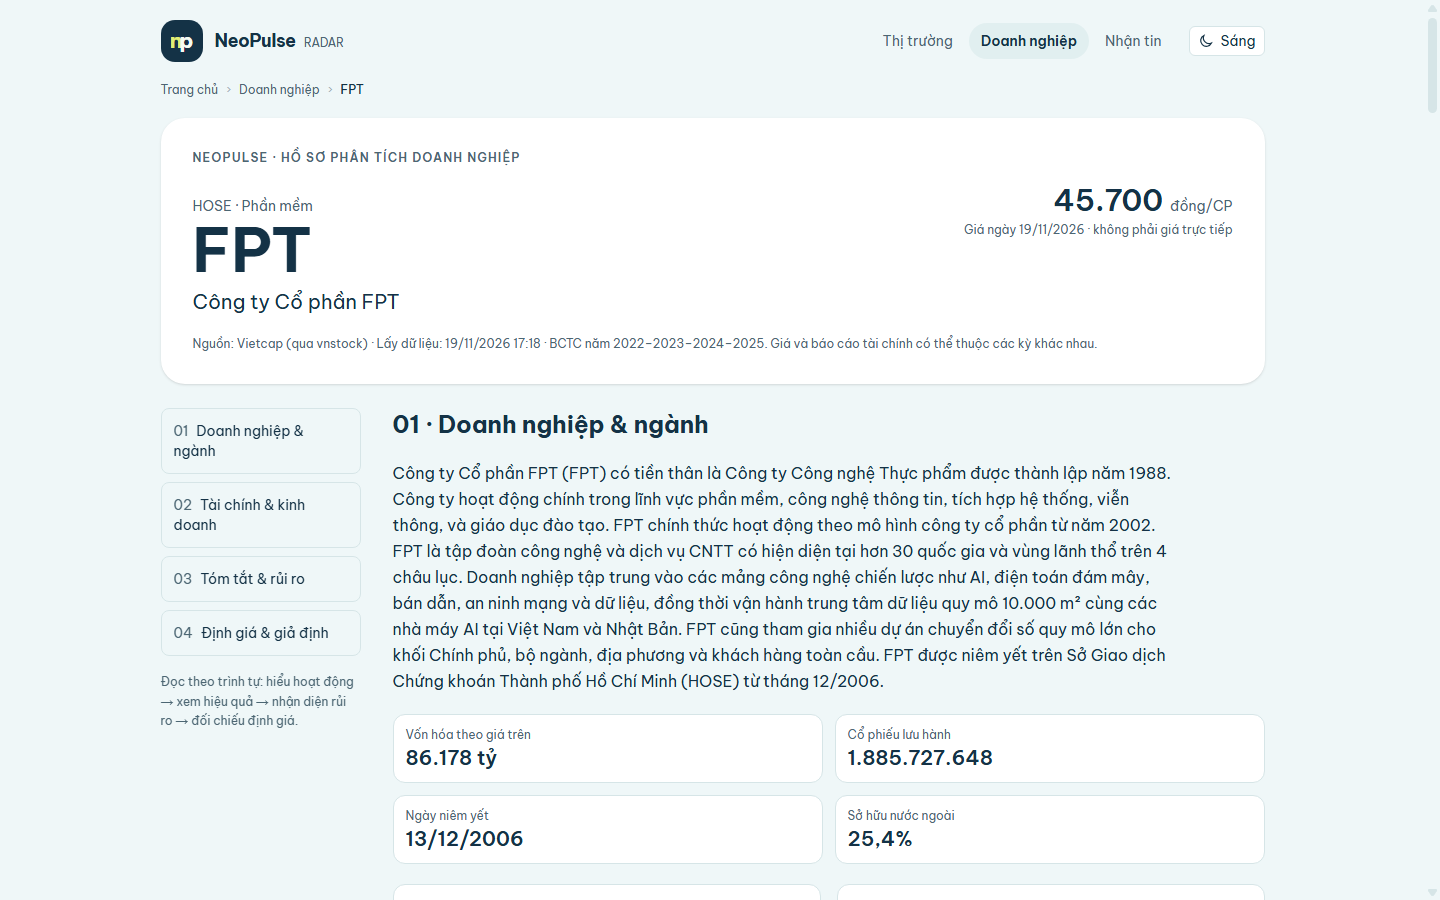 np NeoPulse RADAR
Thị trường Doanh nghiệp Nhận tin Sáng
Trang chủ › Doanh nghiệp › FPT
NEOPULSE · HỒ SƠ PHÂN TÍCH DOANH NGHIỆP
HOSE · Phần mềm
FPT
Công ty Cổ phần FPT
45.700 đồng/CP
Giá ngày 19/11/2026 · không phải giá trực tiếp
Nguồn: Vietcap (qua vnstock) · Lấy dữ liệu: 19/11/2026 17:18 · BCTC năm 2022–2023–2024–2025. Giá và báo cáo tài chính có thể thuộc các kỳ khác nhau.
01 Doanh nghiệp &
ngành
02 Tài chính & kinh
doanh
03 Tóm tắt & rủi ro
04 Định giá & giả định
Đọc theo trình tự: hiểu hoạt động
→ xem hiệu quả → nhận diện rủi
ro → đối chiếu định giá.
01 · Doanh nghiệp & ngành
Công ty Cổ phần FPT (FPT) có tiền thân là Công ty Công nghệ Thực phẩm được thành lập năm 1988.
Công ty hoạt động chính trong lĩnh vực phần mềm, công nghệ thông tin, tích hợp hệ thống, viễn
thông, và giáo dục đào tạo. FPT chính thức hoạt động theo mô hình công ty cổ phần từ năm 2002.
FPT là tập đoàn công nghệ và dịch vụ CNTT có hiện diện tại hơn 30 quốc gia và vùng lãnh thổ trên 4
châu lục. Doanh nghiệp tập trung vào các mảng công nghệ chiến lược như AI, điện toán đám mây,
bán dẫn, an ninh mạng và dữ liệu, đồng thời vận hành trung tâm dữ liệu quy mô 10.000 m² cùng các
nhà máy AI tại Việt Nam và Nhật Bản. FPT cũng tham gia nhiều dự án chuyển đổi số quy mô lớn cho
khối Chính phủ, bộ ngành, địa phương và khách hàng toàn cầu. FPT được niêm yết trên Sở Giao dịch
Chứng khoán Thành phố Hồ Chí Minh (HOSE) từ tháng 12/2006.
Vốn hóa theo giá trên
86.178 tỷ
Cổ phiếu lưu hành
1.885.727.648
Ngày niêm yết
13/12/2006
Sở hữu nước ngoài
25,4%